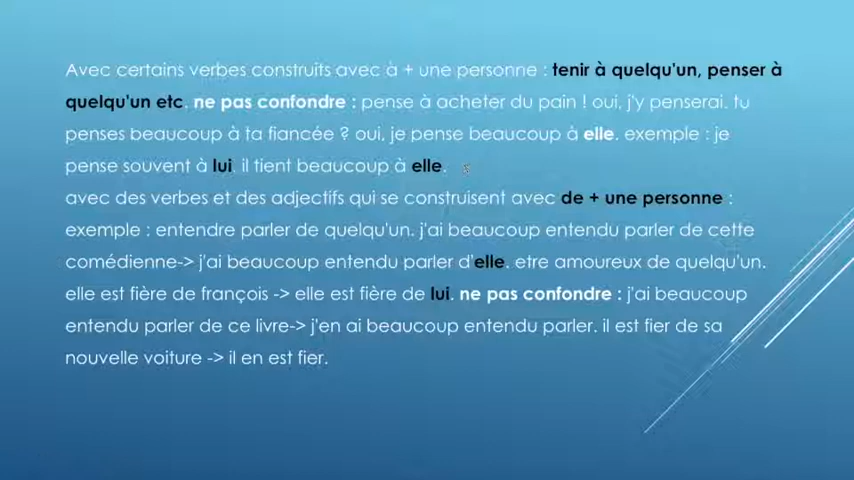 Avec certains verbes construits avec à + une personne : tenir à quelqu'un, penser à
quelqu'un etc. ne pas confondre : pense à acheter du pain ! oui, j'y penserai. tu
penses beaucoup à ta fiancée ? oui, je pense beaucoup à elle. exemple : je
pense souvent à lui. il tient beaucoup à elle.
avec des verbes et des adjectifs qui se construisent avec de + une personne :
exemple : entendre parler de quelqu'un. j'ai beaucoup entendu parler de cette
comédienne-> j'ai beaucoup entendu parler d'elle. etre amoureux de quelqu'un.
elle est fière de françois -> elle est fière de lui. ne pas confondre : j'ai beaucoup
entendu parler de ce livre-> j'en ai beaucoup entendu parler. il est fier de sa
nouvelle voiture -> il en est fier.